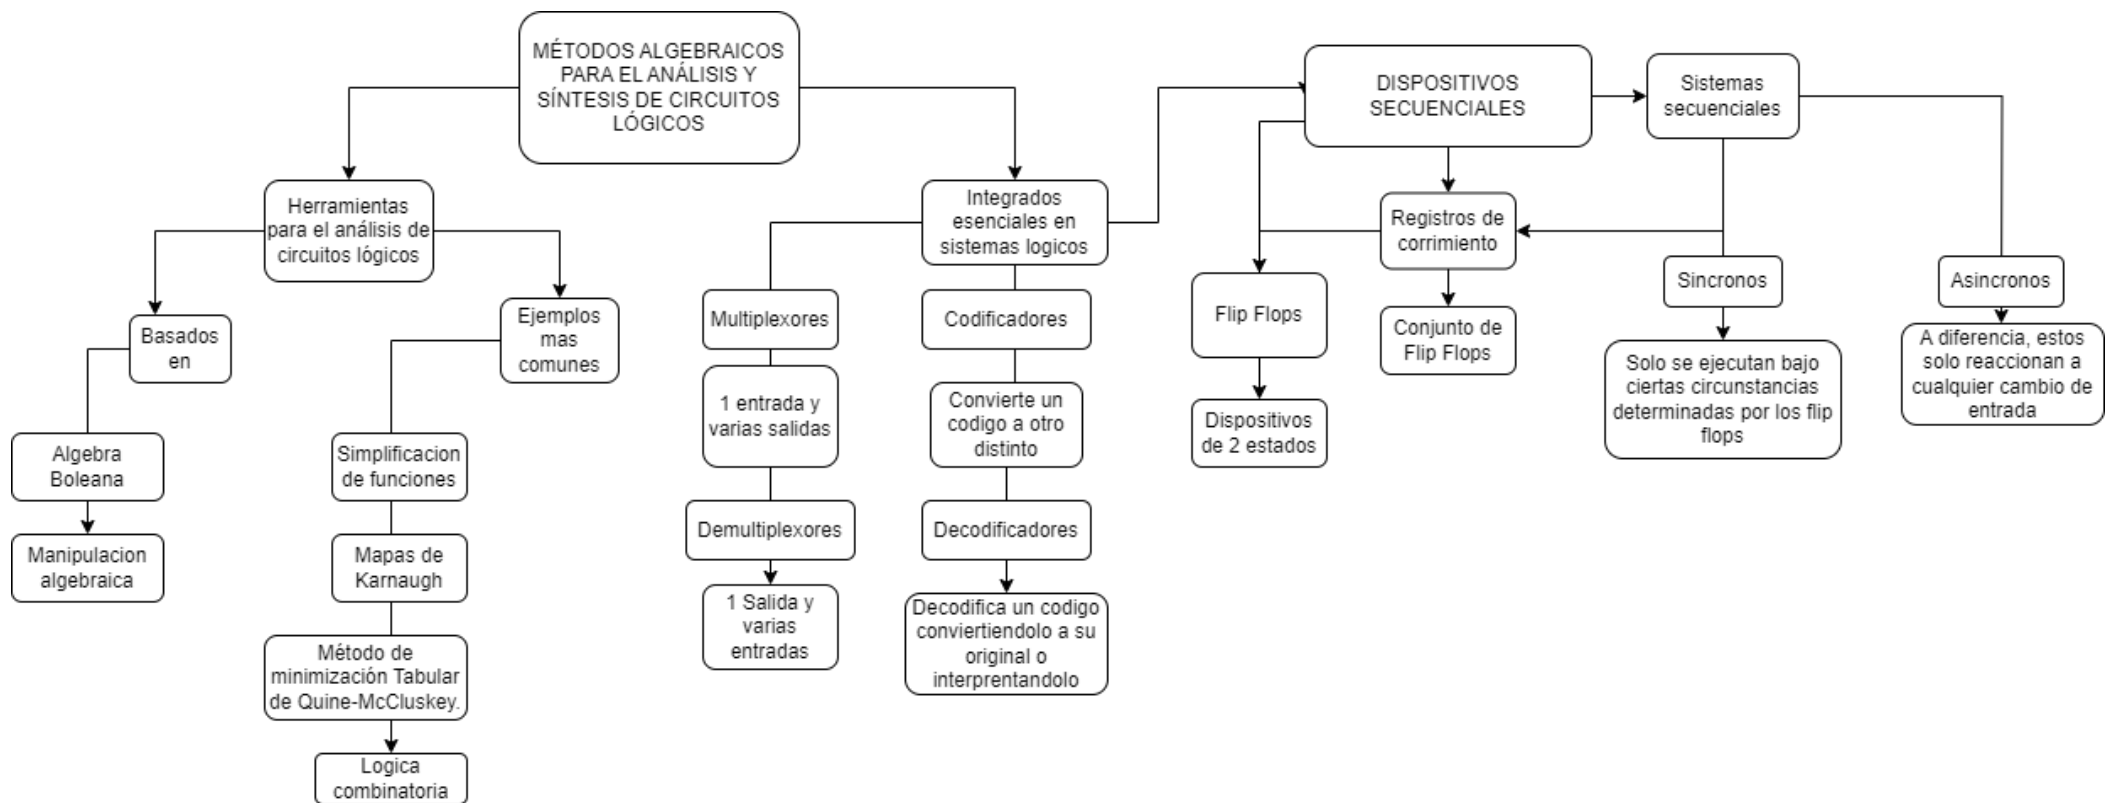 MÉTODOS ALGEBRAICOS
PARA EL ANÁLISIS Y
SÍNTESIS DE CIRCUITOS
LÓGICOS
DISPOSITIVOS
SECUENCIALES
Sistemas
secuenciales
Herramientas
para el análisis de
circuitos lógicos
Integrados
esenciales en
sistemas logicos
Registros de
corrimiento
Sincronos
Asincronos
Basados
en
Ejemplos
mas
comunes
Multiplexores
Codificadores
Flip Flops
Conjunto de
Flip Flops
Solo se ejecutan bajo
ciertas circunstancias
determinadas por los flip
flops
A diferencia, estos
solo reaccionan a
cualquier cambio de
entrada
1 entrada y
varias salidas
Convierte un
codigo a otro
distinto
Dispositivos
de 2 estados
Algebra
Boleana
Simplificacion
de funciones
Demultiplexores
Decodificadores
Manipulacion
algebraica
Mapas de
Karnaugh
1 Salida y
varias
entradas
Decodifica un codigo
conviertiendolo a su
original o
interprentandolo
Método de
minimización Tabular
de Quine-McCluskey.
Logica
combinatoria